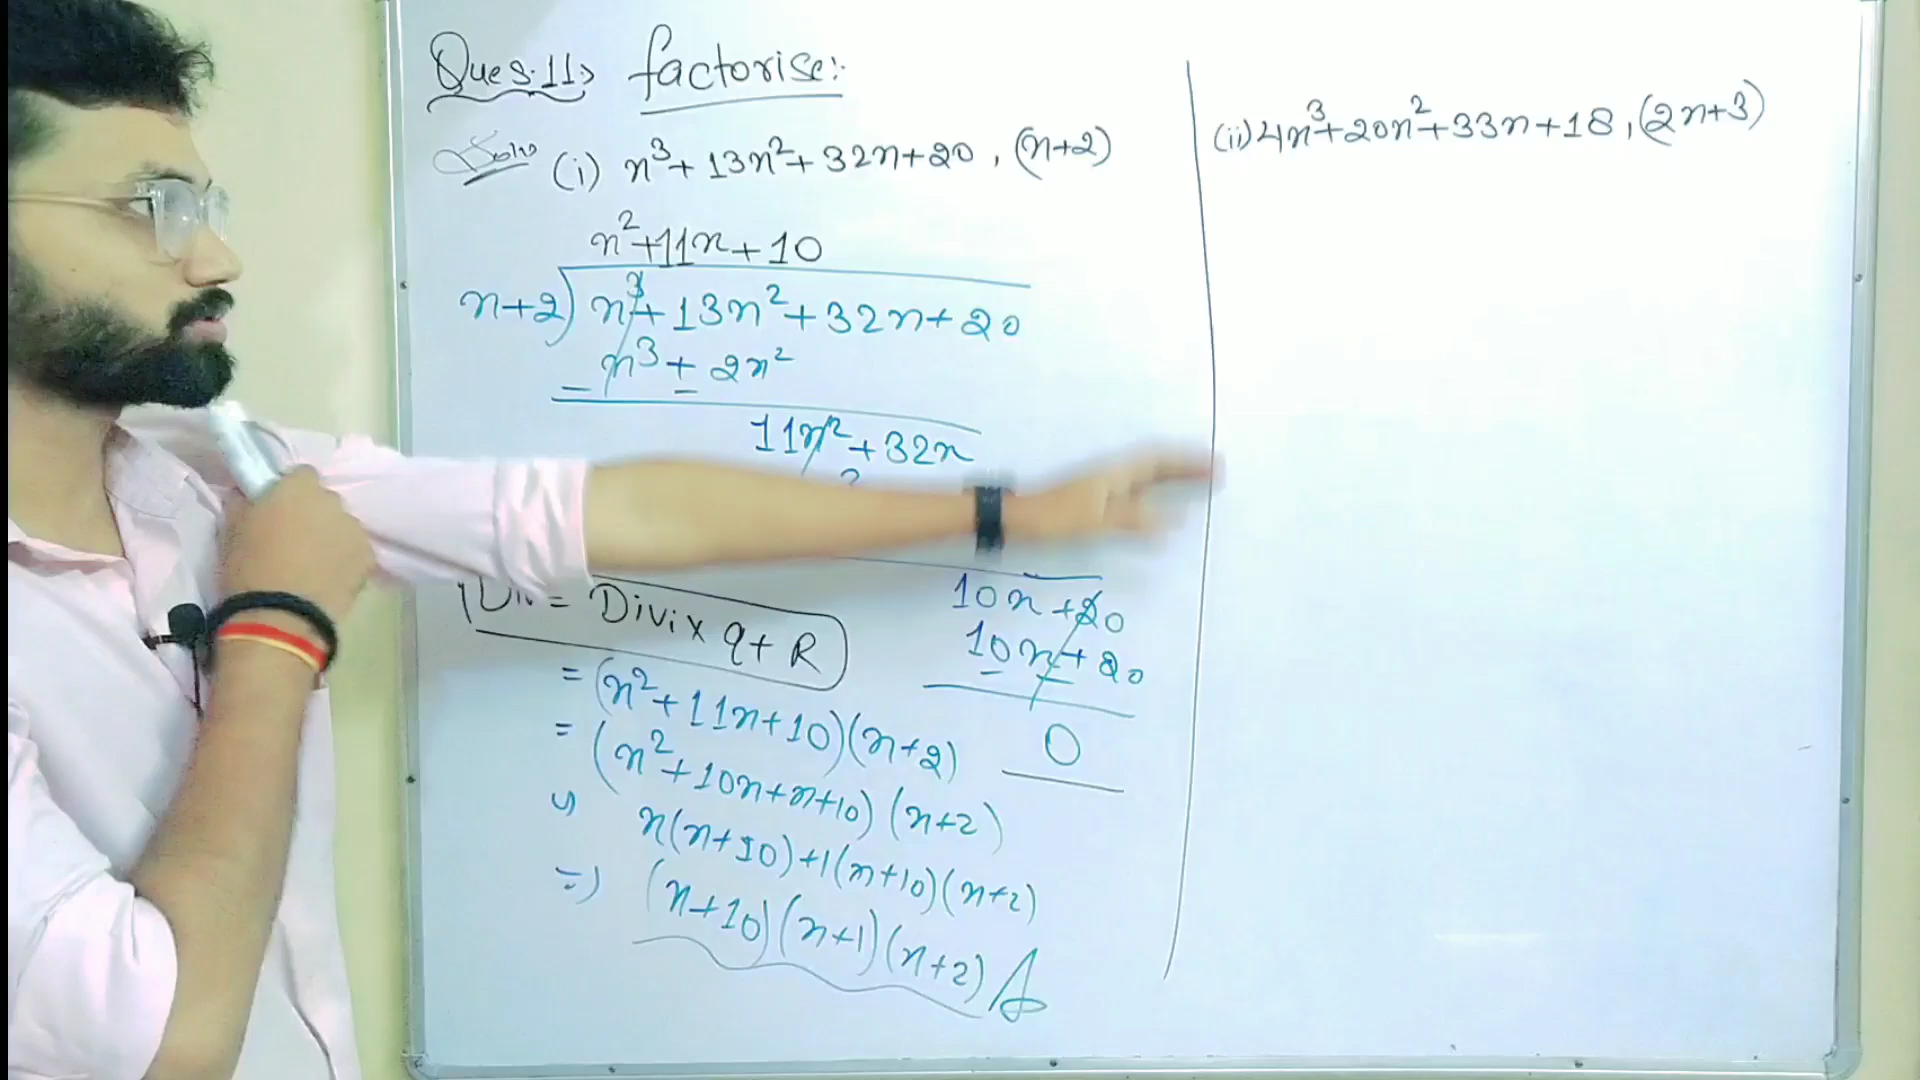 Ques.11:> factorise:-
Soln (i) x³+13x²+32x+20, (x+2)
x²+11x+10
x+2) x³+13x²+32x+20
x³+2x²
- -
11x²+32x
2
10x+20
10x+20
- -
0
Div = Divi x q + R
= (x²+11x+10)(x+2)
= (x²+10x+x+10)(x+2)
x(x+10)+1(x+10)(x+2)
=) (x+10)(x+1)(x+2) A
(ii) 4x³+20x²+33x+18, (2x+3)